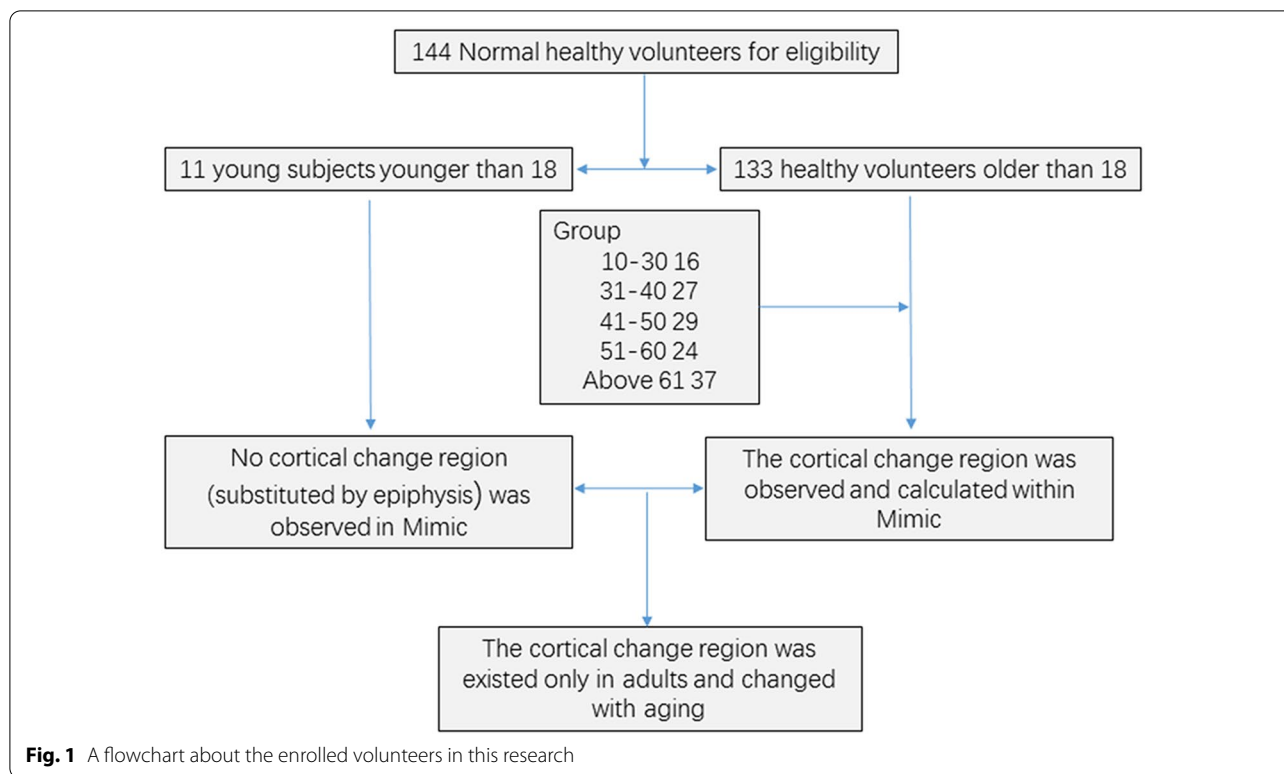 144 Normal healthy volunteers for eligibility
11 young subjects younger than 18
133 healthy volunteers older than 18
Group
10-30 16
31-40 27
41-50 29
51-60 24
Above 61 37
No cortical change region
(substituted by epiphysis) was
observed in Mimic
The cortical change region was
observed and calculated within
Mimic
The cortical change region was
existed only in adults and changed
with aging
Fig. 1 A flowchart about the enrolled volunteers in this research